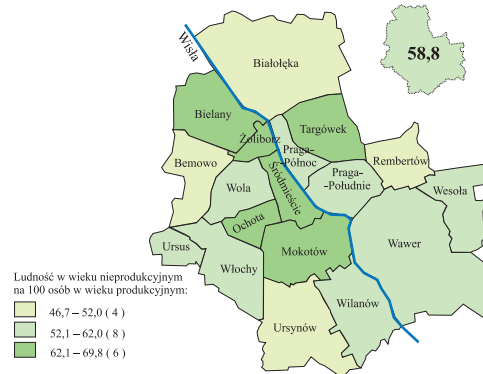 Wisła
58,8
Białołęka
Bielany
Targówek
Żoliborz
Praga-
-Północ
Bemowo
Rembertów
Śródmieście
Praga-
-Południe
Wola
Wesoła
Ochota
Ursus
Włochy
Mokotów
Wawer
Wilanów
Ursynów
Ludność w wieku nieprodukcyjnym
na 100 osób w wieku produkcyjnym:
46,7 – 52,0 ( 4 )
52,1 – 62,0 ( 8 )
62,1 – 69,8 ( 6 )